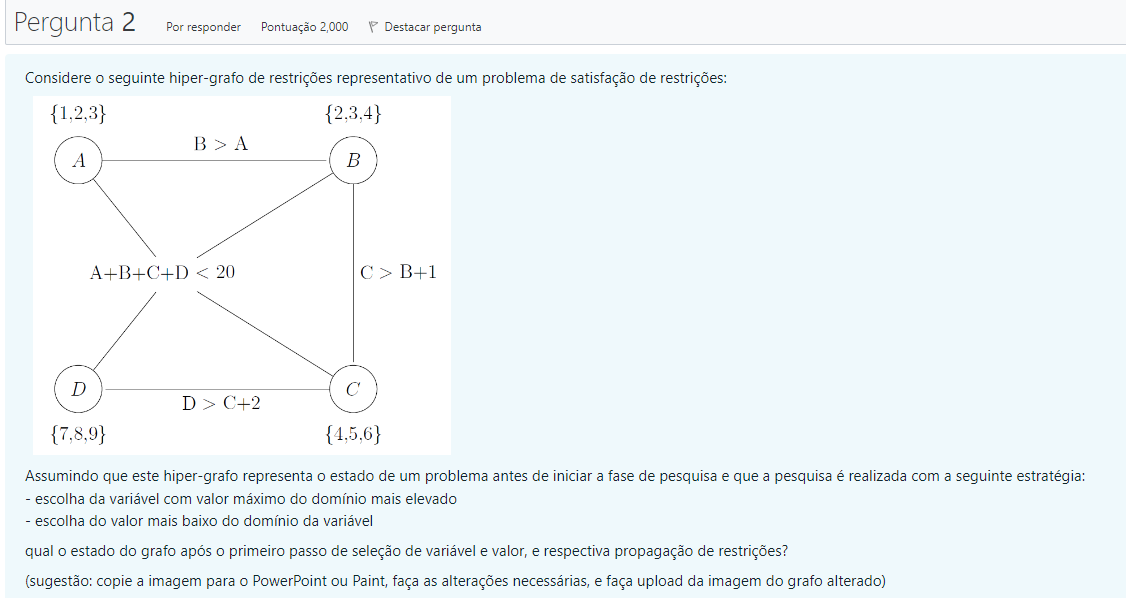 Pergunta 2 Por responder Pontuação 2,000 Destacar pergunta
Considere o seguinte hiper-grafo de restrições representativo de um problema de satisfação de restrições:
{1,2,3} {2,3,4}
B > A
A B
A+B+C+D < 20 C > B+1
D C
D > C+2
{7,8,9} {4,5,6}
Assumindo que este hiper-grafo representa o estado de um problema antes de iniciar a fase de pesquisa e que a pesquisa é realizada com a seguinte estratégia:
- escolha da variável com valor máximo do domínio mais elevado
- escolha do valor mais baixo do domínio da variável
qual o estado do grafo após o primeiro passo de seleção de variável e valor, e respectiva propagação de restrições?
(sugestão: copie a imagem para o PowerPoint ou Paint, faça as alterações necessárias, e faça upload da imagem do grafo alterado)